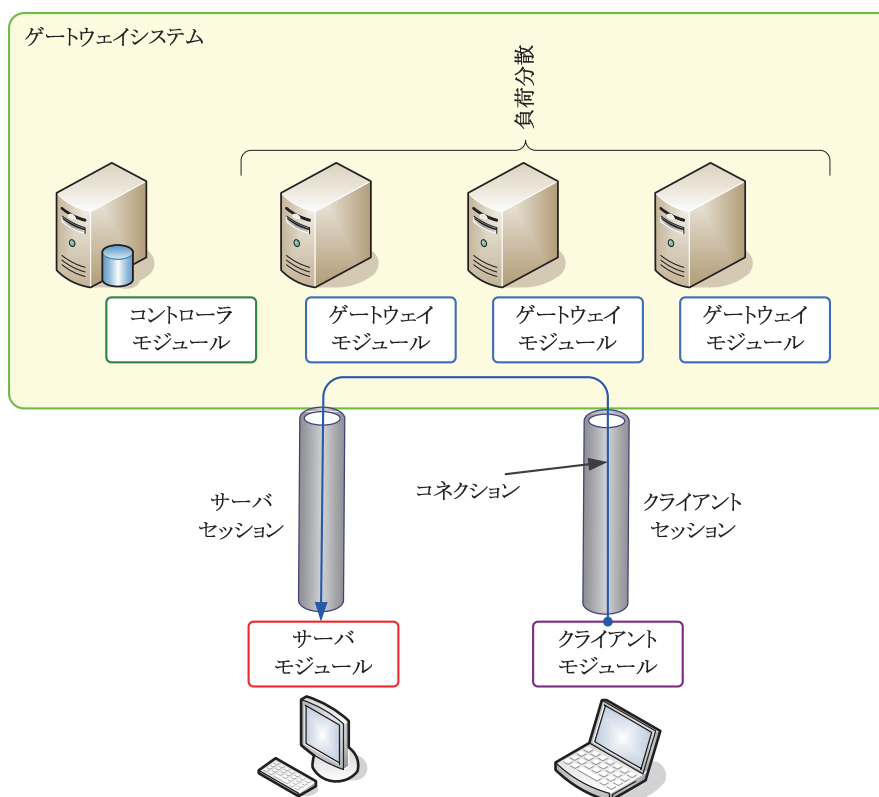 ゲートウェイシステム
負荷分散
コントローラ
モジュール
ゲートウェイ
モジュール
ゲートウェイ
モジュール
ゲートウェイ
モジュール
サーバ
セッション
コネクション
クライアント
セッション
サーバ
モジュール
クライアント
モジュール